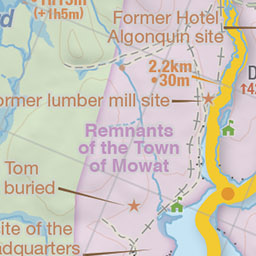 (+1h5m)
Former Hotel
Algonquin site
2.2km
•30m
ormer lumber mill site
Remnants
of the Town
of Mowat
Tom
buried
ite of the
adquarters